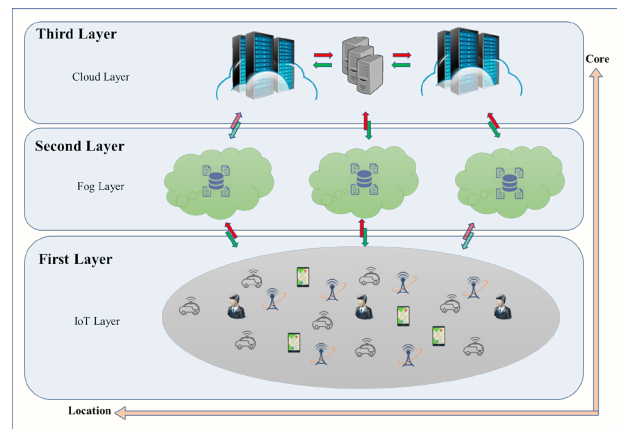 Third Layer
Cloud Layer
Core
Second Layer
Fog Layer
First Layer
IoT Layer
Location